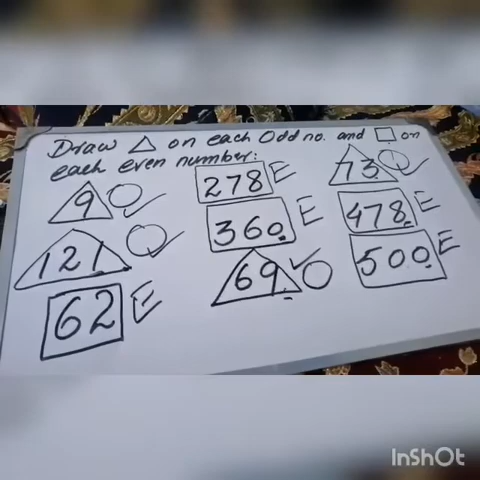 Draw △ on each Odd no. and □ on
each even number:
9 O
121 O
62 E
278 E
360 E
69 O
73 O
478 E
500 E
InShOt